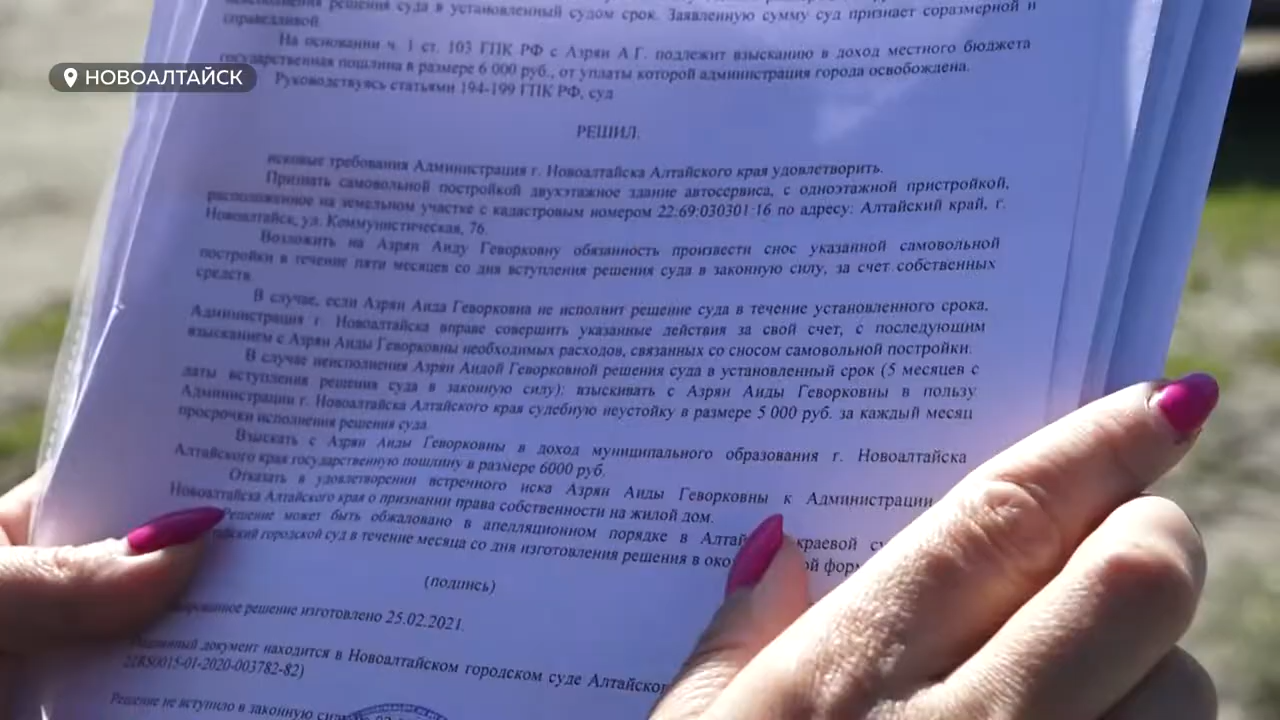 исполнения решения суда в установленный судом срок. Заявленную сумму суд признает соразмерной и
справедливой.
На основании ч. 1 ст. 103 ГПК РФ с Азрян А.Г. подлежит взысканию в доход местного бюджета
государственная пошлина в размере 6 000 руб., от уплаты которой администрация города освобождена.
Руководствуясь статьями 194-199 ГПК РФ, суд
НОВОАЛТАЙСК
РЕШИЛ:
исковые требования Администрация г. Новоалтайска Алтайского края удовлетворить.
Признать самовольной постройкой двухэтажное здание автосервиса, с одноэтажной пристройкой,
расположенное на земельном участке с кадастровым номером 22:69:030301:16 по адресу: Алтайский край, г.
Новоалтайск, ул. Коммунистическая, 76.
Возложить на Азрян Аиду Геворковну обязанность произвести снос указанной самовольной
постройки в течение пяти месяцев со дня вступления решения суда в законную силу, за счет собственных
средств.
В случае, если Азрян Аида Геворковна не исполнит решение суда в течение установленного срока,
Администрация г. Новоалтайска вправе совершить указанные действия за свой счет, с последующим
взысканием с Азрян Аиды Геворковны необходимых расходов, связанных со сносом самовольной постройки.
В случае неисполнения Азрян Аидой Геворковной решения суда в установленный срок (5 месяцев с
даты вступления решения суда в законную силу); взыскивать с Азрян Аиды Геворковны в пользу
Администрации г. Новоалтайска Алтайского края судебную неустойку в размере 5 000 руб. за каждый месяц
просрочки исполнения решения суда.
Взыскать с Азрян Аиды Геворковны в доход муниципального образования г. Новоалтайска
Алтайского края государственную пошлину в размере 6000 руб.
Отказать в удовлетворении встречного иска Азрян Аиды Геворковны к Администрации
Новоалтайска Алтайского края о признании права собственности на жилой дом.
Решение может быть обжаловано в апелляционном порядке в краевой
городской суд в течение месяца со дня изготовления решения в
(подпись)
решение изготовлено 25.02.2021.
документ находится в Новоалтайском городском суде
22RS0015-01-2020-003782-82)
Решение не вступило в законную